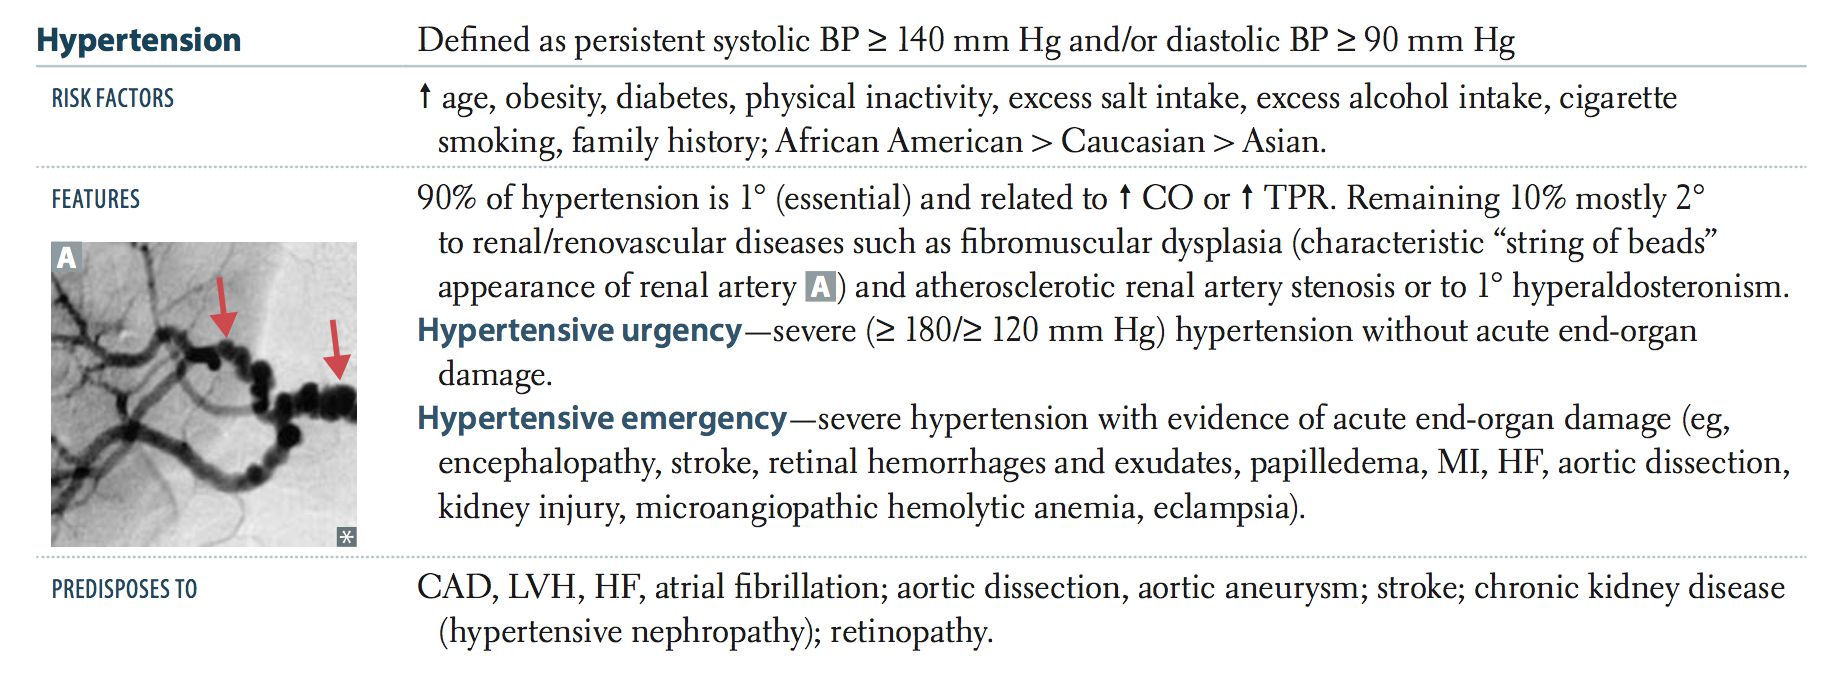 Hypertension Defined as persistent systolic BP ≥ 140 mm Hg and/or diastolic BP ≥ 90 mm Hg
RISK FACTORS ↑ age, obesity, diabetes, physical inactivity, excess salt intake, excess alcohol intake, cigarette
smoking, family history; African American > Caucasian > Asian.
FEATURES 90% of hypertension is 1° (essential) and related to ↑ CO or ↑ TPR. Remaining 10% mostly 2°
to renal/renovascular diseases such as fibromuscular dysplasia (characteristic “string of beads”
A
appearance of renal artery A) and atherosclerotic renal artery stenosis or to 1° hyperaldosteronism.
Hypertensive urgency—severe (≥ 180/≥ 120 mm Hg) hypertension without acute end-organ
damage.
Hypertensive emergency—severe hypertension with evidence of acute end-organ damage (eg,
encephalopathy, stroke, retinal hemorrhages and exudates, papilledema, MI, HF, aortic dissection,
kidney injury, microangiopathic hemolytic anemia, eclampsia).
*
PREDISPOSES TO CAD, LVH, HF, atrial fibrillation; aortic dissection, aortic aneurysm; stroke; chronic kidney disease
(hypertensive nephropathy); retinopathy.